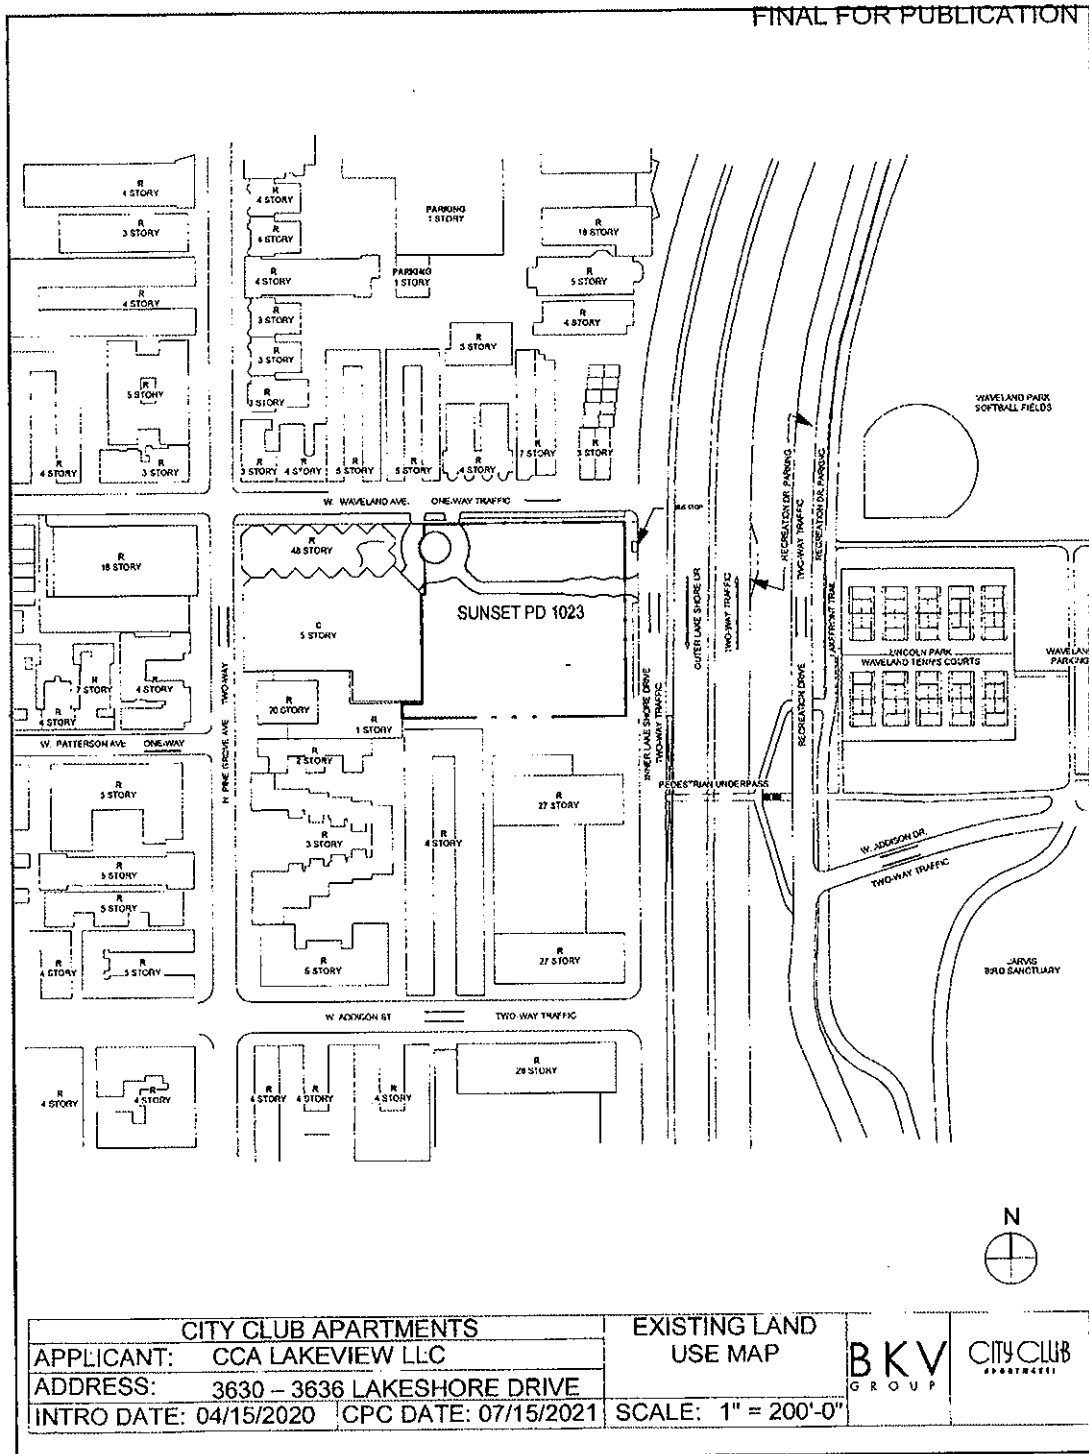 FINAL FOR PUBLICATION
R
4 STORY
R
4 STORY
R
3 STORY
R
4 STORY
PARKING
1 STORY
R
18 STORY
R
4 STORY
R
4 STORY
PARKING
1 STORY
R
5 STORY
R
3 STORY
R
4 STORY
R
3 STORY
R
3 STORY
R
5 STORY
R
3 STORY
WAVELAND PARK
SOFTBALL FIELDS
R
4 STORY
R
3 STORY
R
3 STORY
R
4 STORY
R
5 STORY
R
5 STORY
R
4 STORY
R
7 STORY
R
3 STORY
RECREATION DR. PARKING
TWO-WAY TRAFFIC
RECREATION DR. PARKING
W. WAVELAND AVE. ONE-WAY TRAFFIC
BUS STOP
R
18 STORY
R
48 STORY
SUNSET PD 1023
C
5 STORY
OUTER LAKE SHORE DR
TWO-WAY TRAFFIC
LAKEFRONT TRAIL
LINCOLN PARK
WAVELAND TENNIS COURTS
PARKING
R
4 STORY
R
7 STORY
R
4 STORY
N PINE GROVE AVE TWO-WAY
R
20 STORY
R
1 STORY
INNER LAKE SHORE DRIVE
TWO-WAY TRAFFIC
RECREATION DRIVE
W. PATTERSON AVE ONE-WAY
R
2 STORY
PEDESTRIAN UNDERPASS
R
5 STORY
R
3 STORY
R
4 STORY
R
27 STORY
W. ADDISON DR.
TWO-WAY TRAFFIC
R
5 STORY
R
5 STORY
R
4 STORY
R
5 STORY
R
6 STORY
R
27 STORY
JARVIS
BIRD SANCTUARY
W. ADDISON ST TWO-WAY TRAFFIC
R
4 STORY
R
4 STORY
R
4 STORY
R
4 STORY
R
4 STORY
R
28 STORY
N
CITY CLUB APARTMENTS
APPLICANT: CCA LAKEVIEW LLC
ADDRESS: 3630 – 3636 LAKESHORE DRIVE
INTRO DATE: 04/15/2020 CPC DATE: 07/15/2021
EXISTING LAND
USE MAP
SCALE: 1" = 200'-0"
BKV
GROUP
CITY CLUB
APARTMENTS